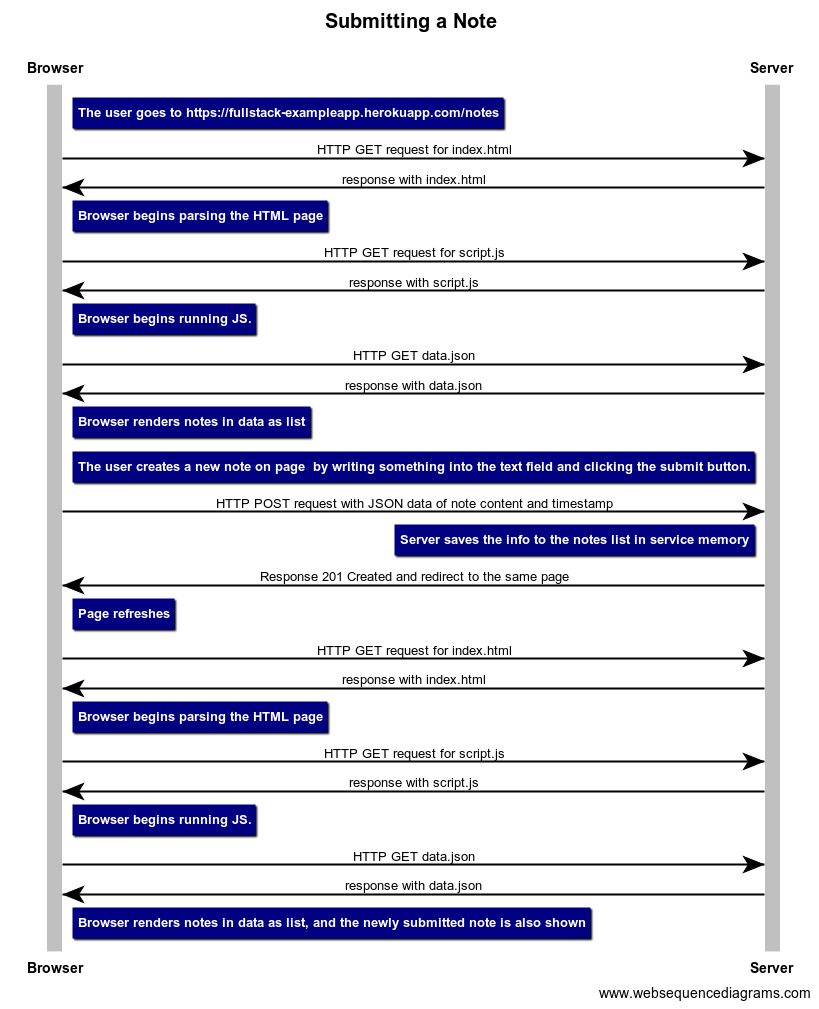 Submitting a Note
Browser Server
The user goes to https://fullstack-exampleapp.herokuapp.com/notes
HTTP GET request for index.html
response with index.html
Browser begins parsing the HTML page
HTTP GET request for script.js
response with script.js
Browser begins running JS.
HTTP GET data.json
response with data.json
Browser renders notes in data as list
The user creates a new note on page  by writing something into the text field and clicking the submit button.
HTTP POST request with JSON data of note content and timestamp
Server saves the info to the notes list in service memory
Response 201 Created and redirect to the same page
Page refreshes
HTTP GET request for index.html
response with index.html
Browser begins parsing the HTML page
HTTP GET request for script.js
response with script.js
Browser begins running JS.
HTTP GET data.json
response with data.json
Browser renders notes in data as list, and the newly submitted note is also shown
Browser Server
www.websequencediagrams.com